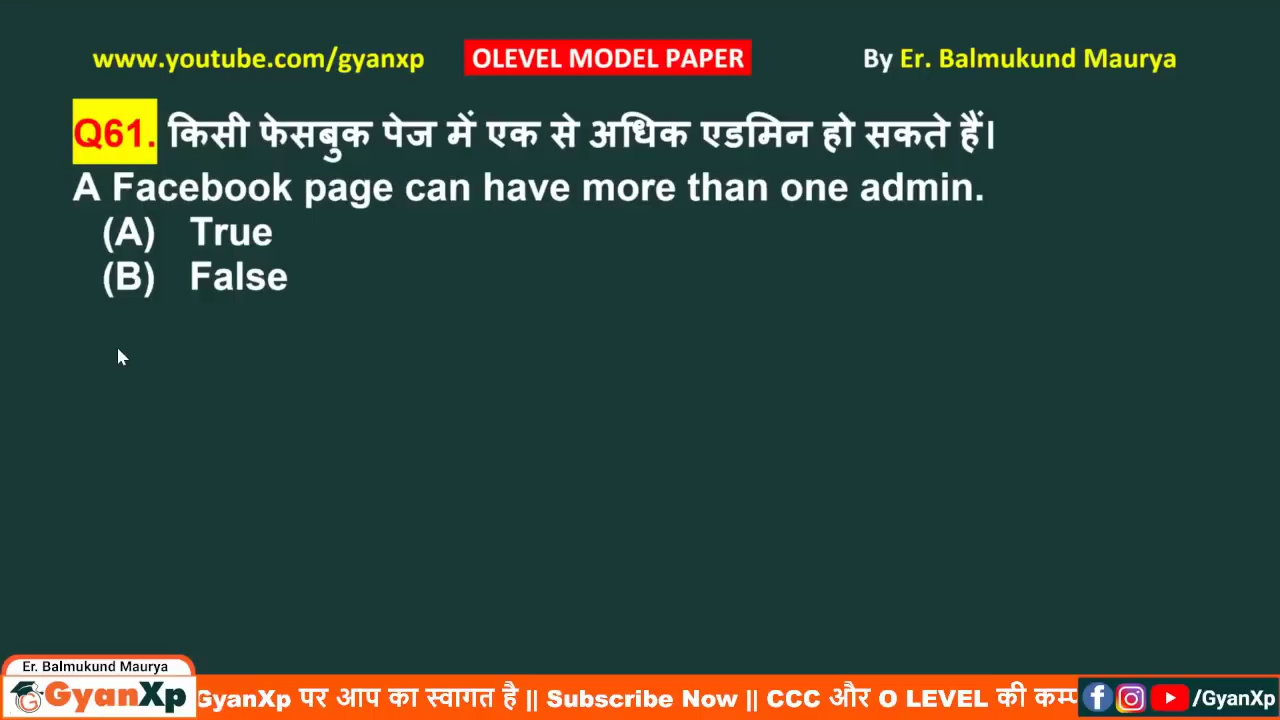 www.youtube.com/gyanxp OLEVEL MODEL PAPER By Er. Balmukund Maurya
Q61. किसी फेसबुक पेज में एक से अधिक एडमिन हो सकते हैं।
A Facebook page can have more than one admin.
(A) True
(B) False
Er. Balmukund Maurya
GyanXp GyanXp पर आप का स्वागत है || Subscribe Now || CCC और O LEVEL की कम्प /GyanXp